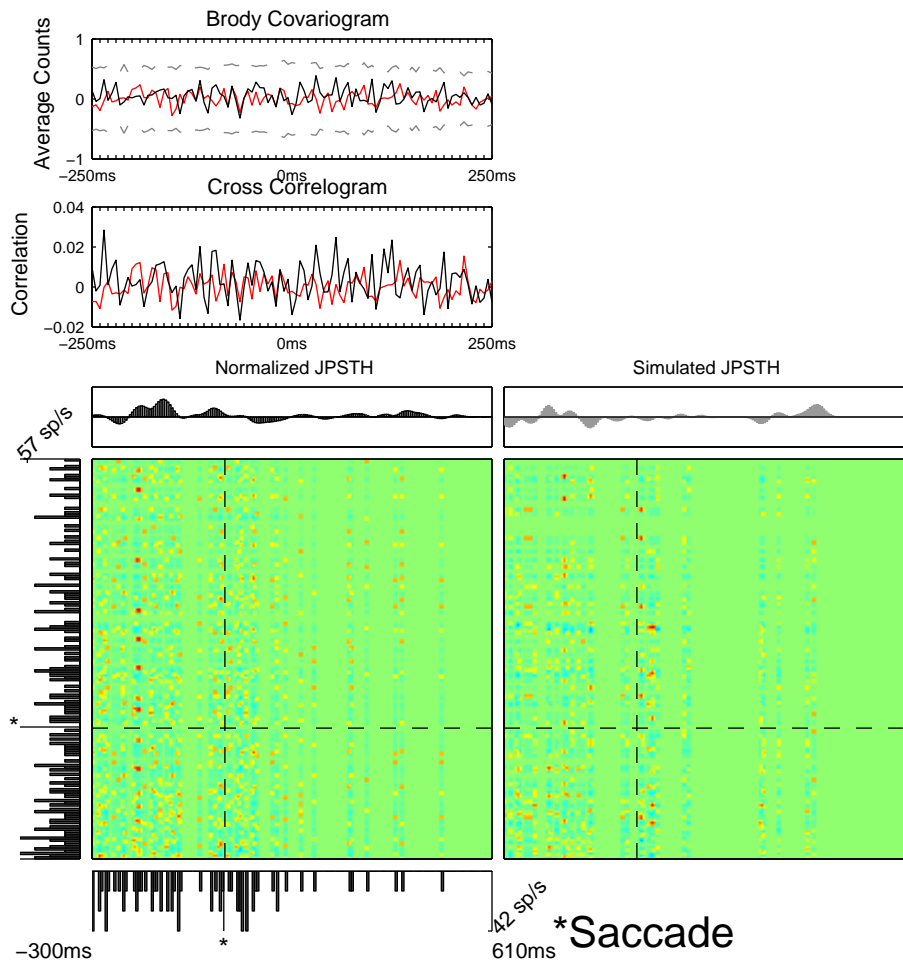 Brody Covariogram
Average Counts
1
0
−1
−250ms
0ms
250ms
Cross Correlogram
Correlation
0.04
0.02
0
−0.02
−250ms
0ms
250ms
Normalized JPSTH
Simulated JPSTH
57 sp/s
*
*
42 sp/s
−300ms
610ms
*Saccade